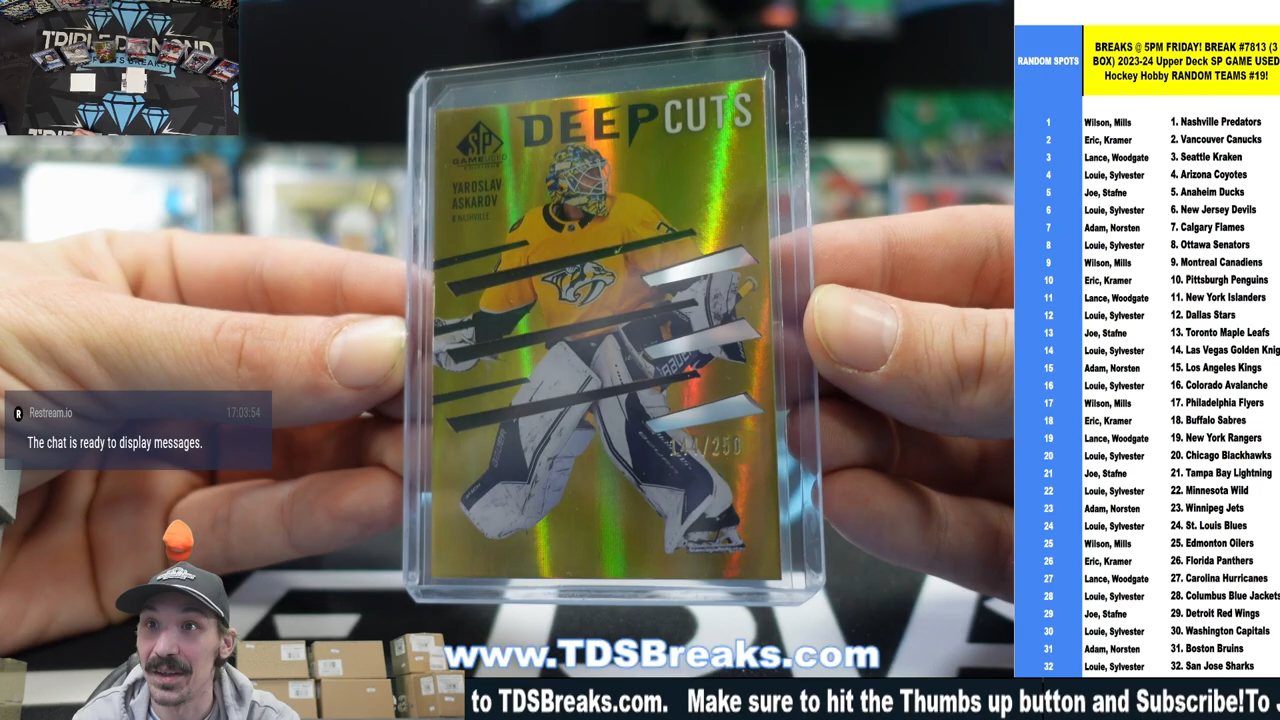 TRIPLE DIAMOND
SPORTS BREAKS
DEEPCUTS
SP
GAME USED
EDITION
YAROSLAV
ASKAROV
NASHVILLE
/250
Restream.io
17:03:54
The chat is ready to display messages.
www.TDSBreaks.com
to TDSBreaks.com. Make sure to hit the Thumbs up button and Subscribe!To
RANDOM SPOTS
BREAKS @ 5PM FRIDAY! BREAK #7813 (3
BOX) 2023-24 Upper Deck SP GAME USED
Hockey Hobby RANDOM TEAMS #19!
1 Wilson, Mills 1. Nashville Predators
2 Eric, Kramer 2. Vancouver Canucks
3 Lance, Woodgate 3. Seattle Kraken
4 Louie, Sylvester 4. Arizona Coyotes
5 Joe, Stafne 5. Anaheim Ducks
6 Louie, Sylvester 6. New Jersey Devils
7 Adam, Norsten 7. Calgary Flames
8 Louie, Sylvester 8. Ottawa Senators
9 Wilson, Mills 9. Montreal Canadiens
10 Eric, Kramer 10. Pittsburgh Penguins
11 Lance, Woodgate 11. New York Islanders
12 Louie, Sylvester 12. Dallas Stars
13 Joe, Stafne 13. Toronto Maple Leafs
14 Louie, Sylvester 14. Las Vegas Golden Knig
15 Adam, Norsten 15. Los Angeles Kings
16 Louie, Sylvester 16. Colorado Avalanche
17 Wilson, Mills 17. Philadelphia Flyers
18 Eric, Kramer 18. Buffalo Sabres
19 Lance, Woodgate 19. New York Rangers
20 Louie, Sylvester 20. Chicago Blackhawks
21 Joe, Stafne 21. Tampa Bay Lightning
22 Louie, Sylvester 22. Minnesota Wild
23 Adam, Norsten 23. Winnipeg Jets
24 Louie, Sylvester 24. St. Louis Blues
25 Wilson, Mills 25. Edmonton Oilers
26 Eric, Kramer 26. Florida Panthers
27 Lance, Woodgate 27. Carolina Hurricanes
28 Louie, Sylvester 28. Columbus Blue Jackets
29 Joe, Stafne 29. Detroit Red Wings
30 Louie, Sylvester 30. Washington Capitals
31 Adam, Norsten 31. Boston Bruins
32 Louie, Sylvester 32. San Jose Sharks